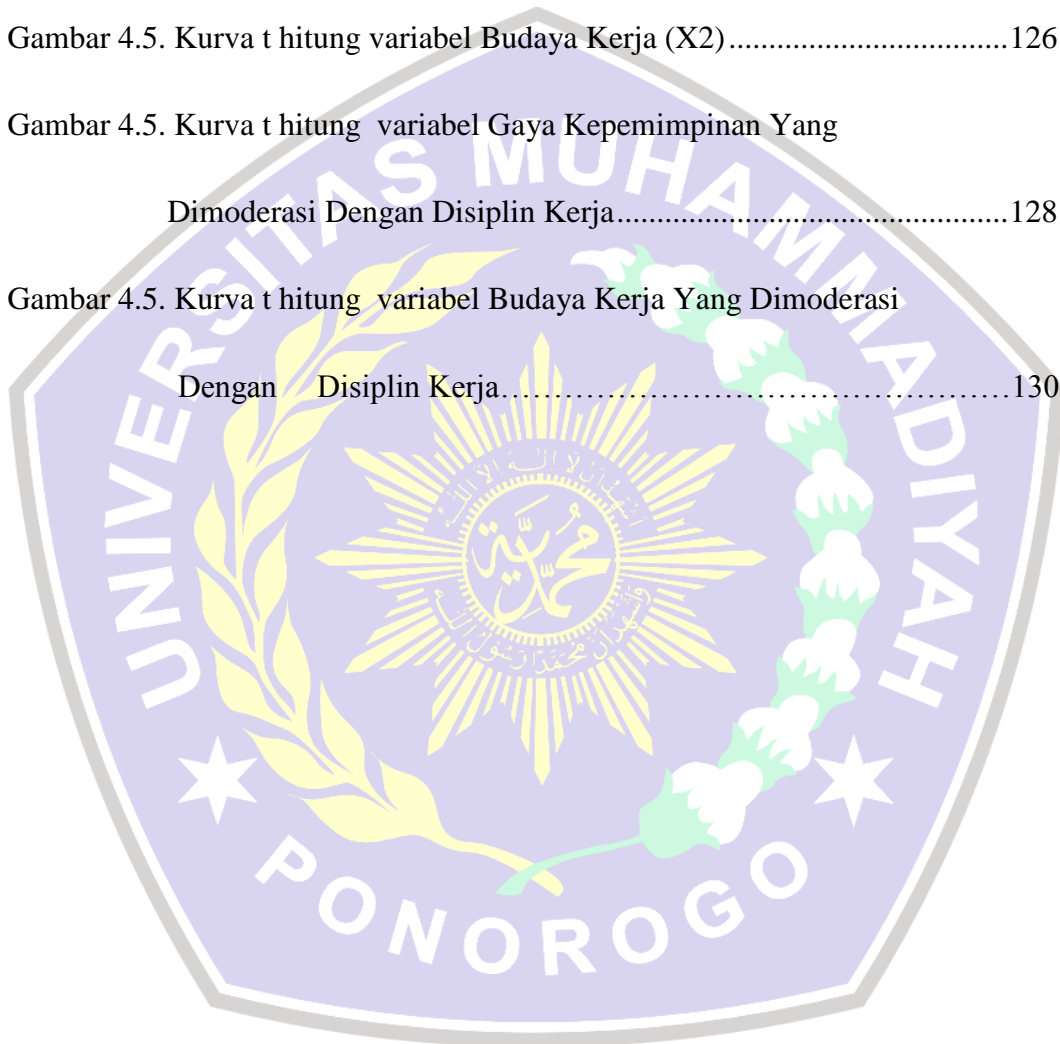 Gambar 4.5. Kurva t hitung variabel Budaya Kerja (X2).................................126
Gambar 4.5. Kurva t hitung  variabel Gaya Kepemimpinan Yang
Dimoderasi Dengan Disiplin Kerja..............................................128
Gambar 4.5. Kurva t hitung  variabel Budaya Kerja Yang Dimoderasi
Dengan    Disiplin Kerja…………………………………………130
UNIVERSITAS MUHAMMADIYAH
PONOROGO
محمدية